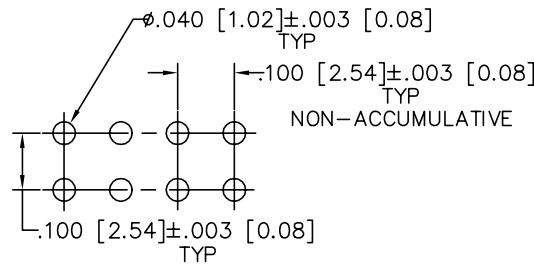 ⌀.040 [1.02]±.003 [0.08]
TYP
.100 [2.54]±.003 [0.08]
TYP
NON-ACCUMULATIVE
.100 [2.54]±.003 [0.08]
TYP